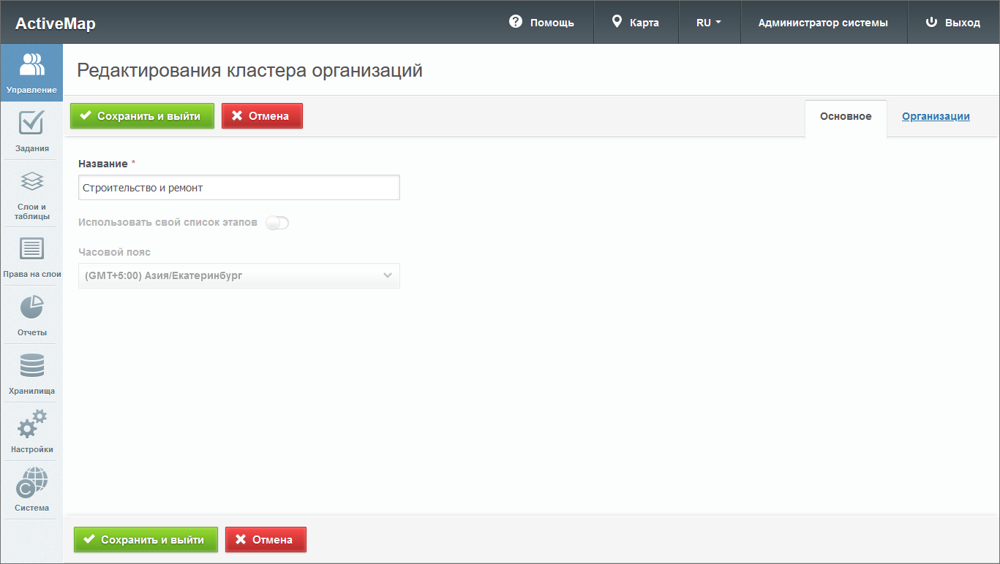 ActiveMap
Помощь
Карта
RU
Администратор системы
Выход
Управление
Задания
Слои и
таблицы
Права на слои
Отчеты
Хранилища
Настройки
Система
Редактирования кластера организаций
Сохранить и выйти
Отмена
Основное
Организации
Название *
Строительство и ремонт
Использовать свой список этапов
Часовой пояс
(GMT+5:00) Азия/Екатеринбург
Сохранить и выйти
Отмена